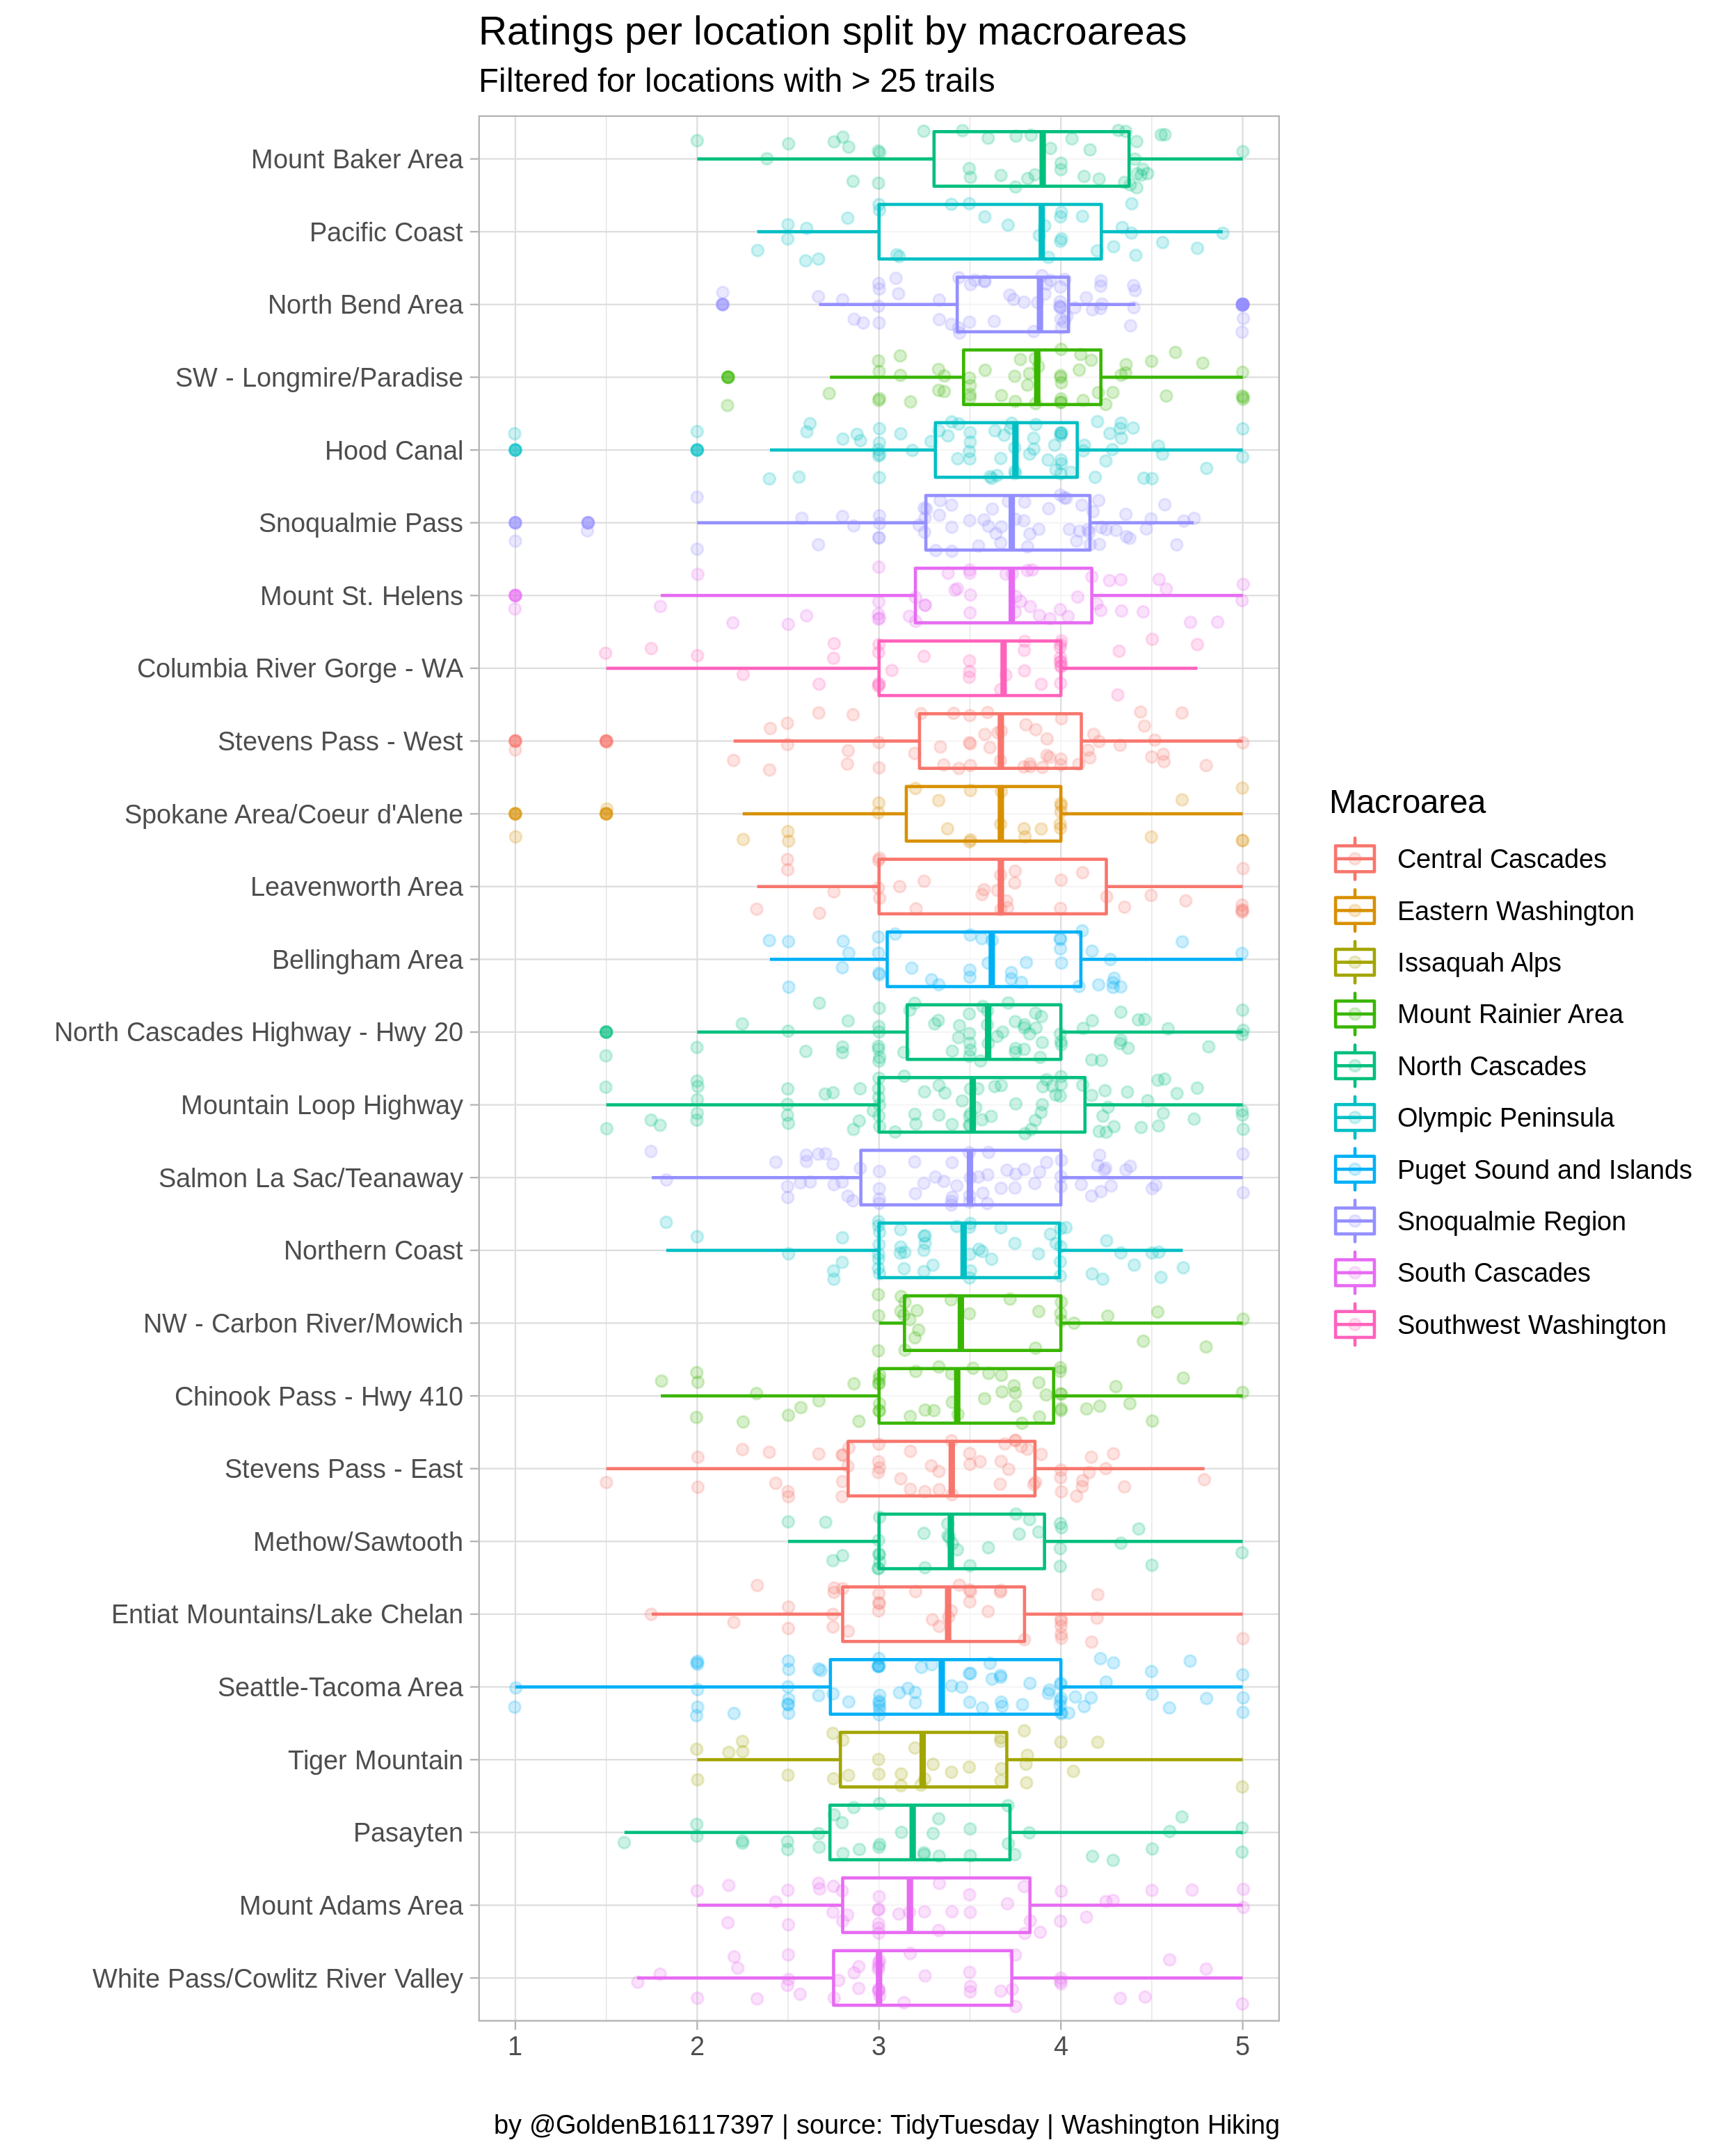 Ratings per location split by macroareas
Filtered for locations with > 25 trails
Mount Baker Area
Pacific Coast
North Bend Area
SW - Longmire/Paradise
Hood Canal
Snoqualmie Pass
Mount St. Helens
Columbia River Gorge - WA
Stevens Pass - West
Spokane Area/Coeur d'Alene
Leavenworth Area
Bellingham Area
North Cascades Highway - Hwy 20
Mountain Loop Highway
Salmon La Sac/Teanaway
Northern Coast
NW - Carbon River/Mowich
Chinook Pass - Hwy 410
Stevens Pass - East
Methow/Sawtooth
Entiat Mountains/Lake Chelan
Seattle-Tacoma Area
Tiger Mountain
Pasayten
Mount Adams Area
White Pass/Cowlitz River Valley
1 2 3 4 5
Macroarea
Central Cascades
Eastern Washington
Issaquah Alps
Mount Rainier Area
North Cascades
Olympic Peninsula
Puget Sound and Islands
Snoqualmie Region
South Cascades
Southwest Washington
by @GoldenB16117397 | source: TidyTuesday | Washington Hiking